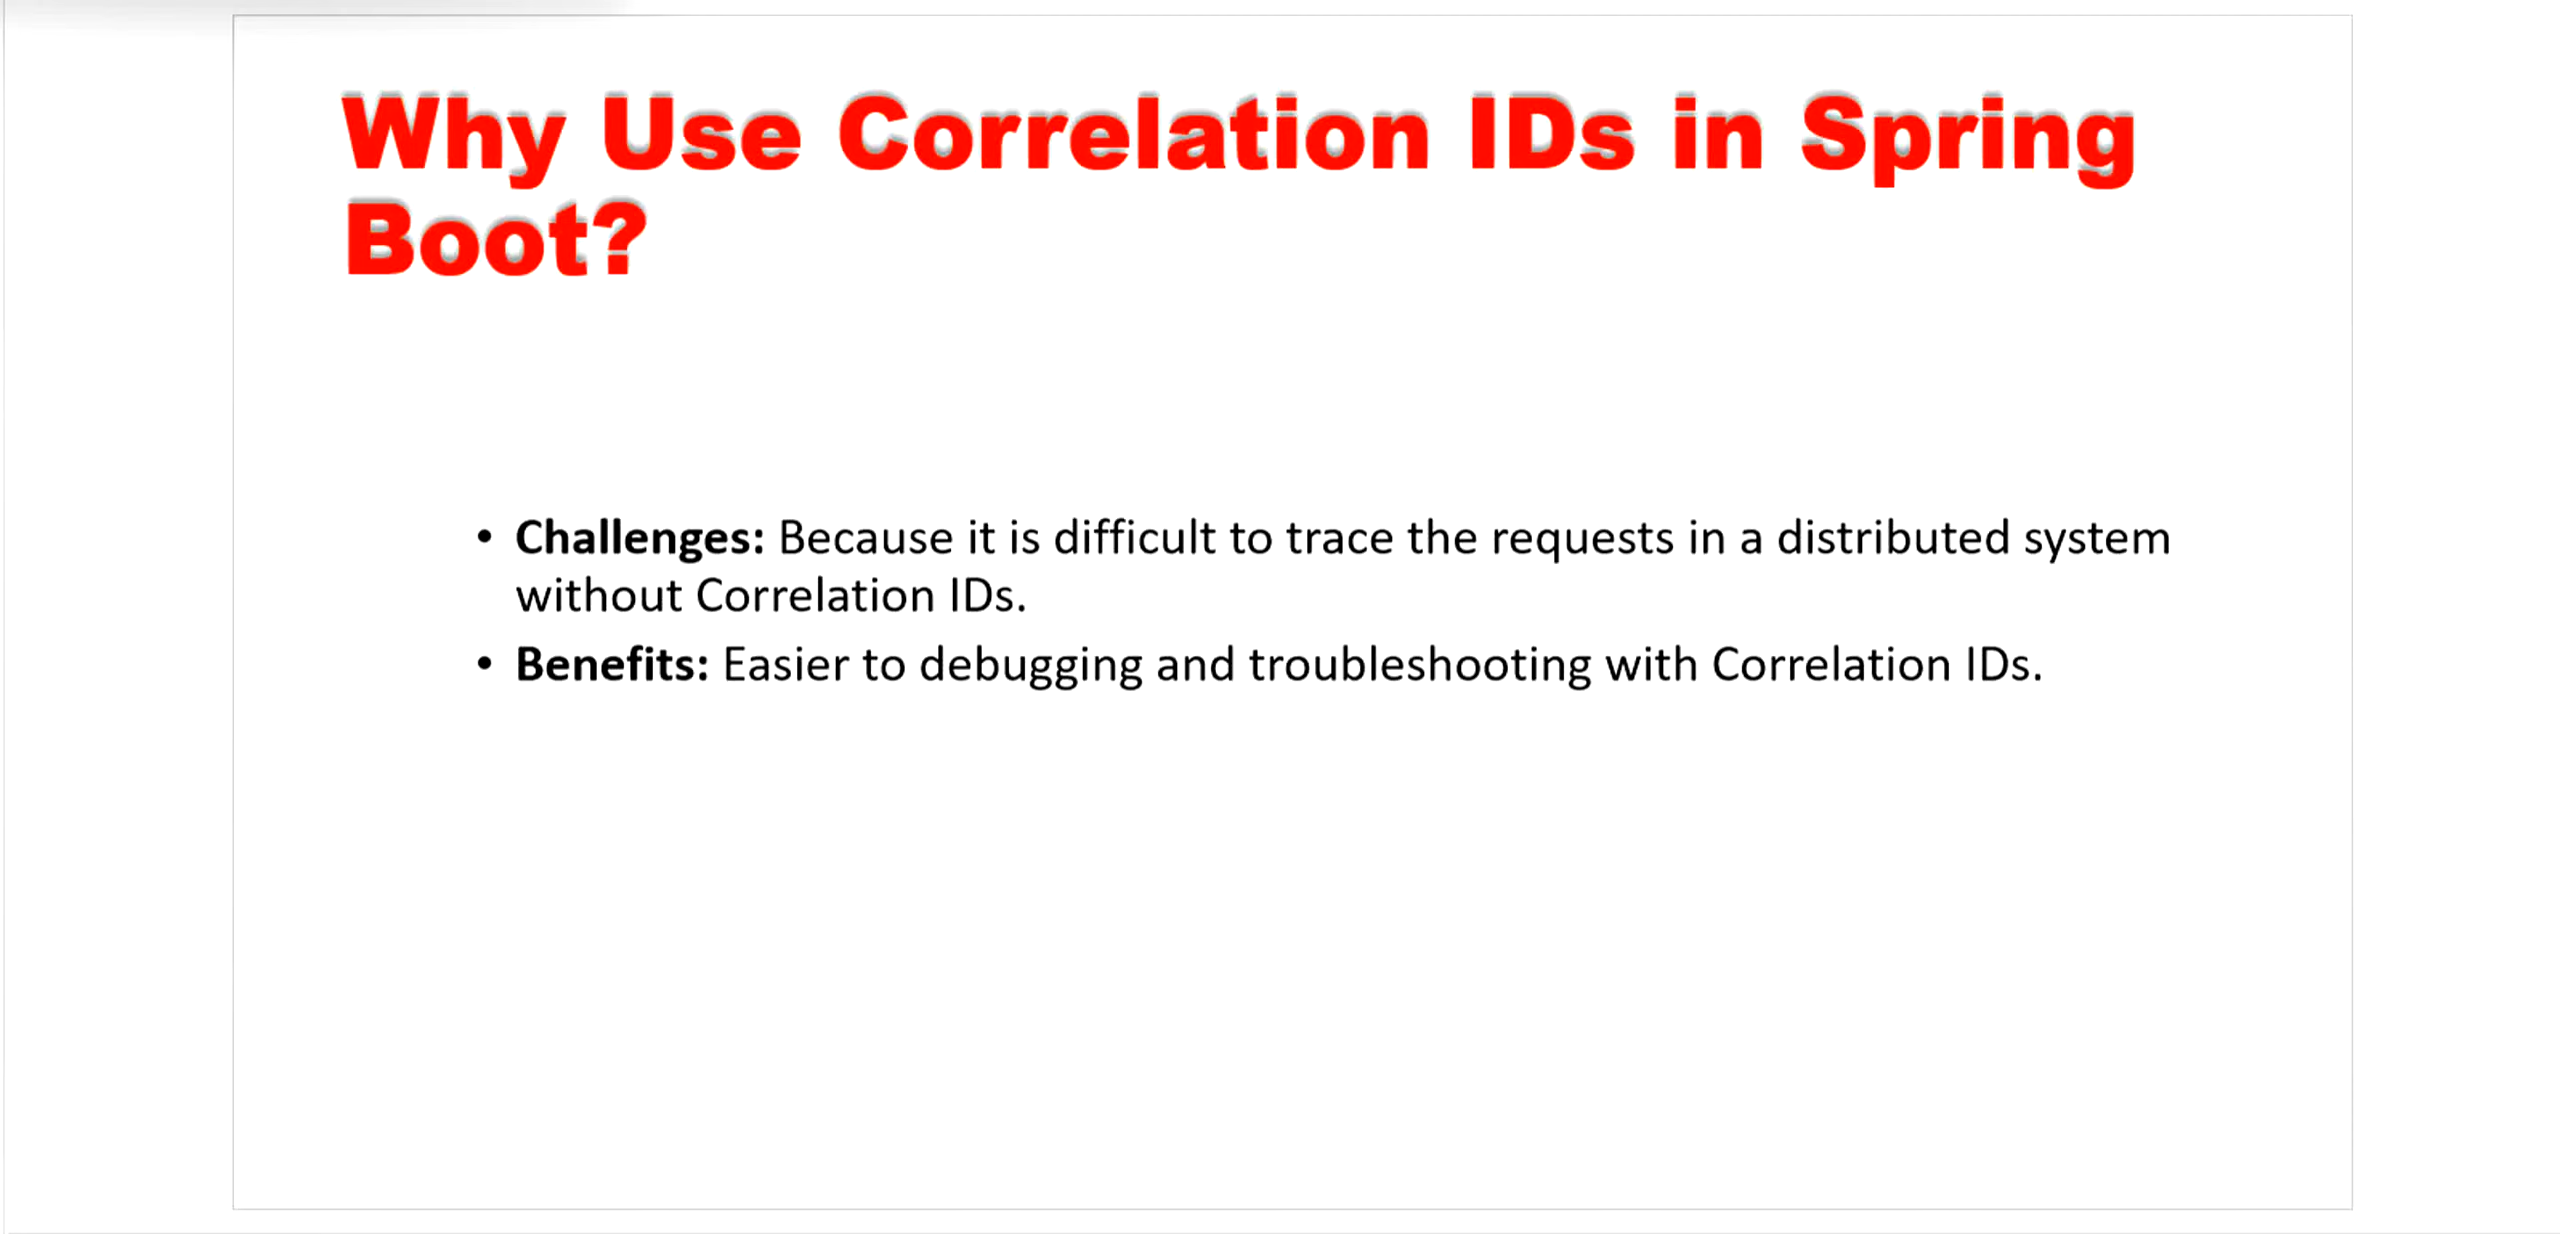 Why Use Correlation IDs in Spring
Boot?
• Challenges: Because it is difficult to trace the requests in a distributed system
without Correlation IDs.
• Benefits: Easier to debugging and troubleshooting with Correlation IDs.